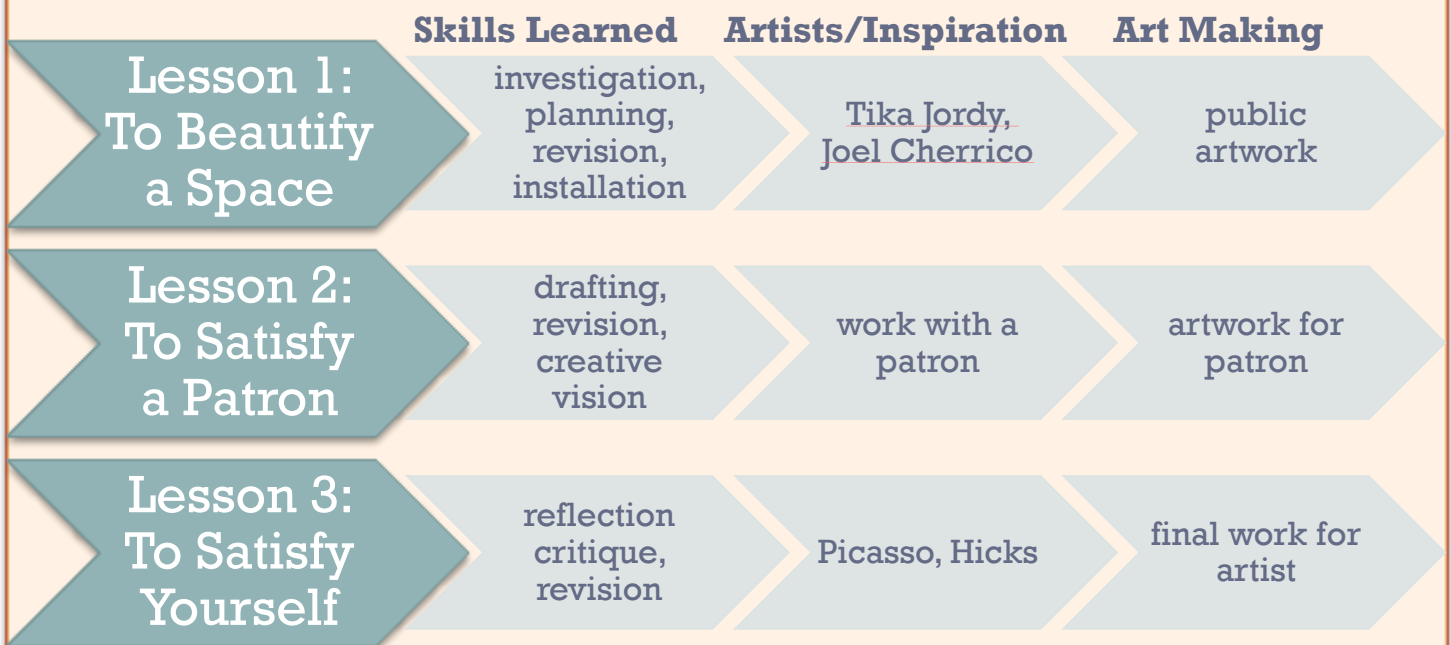 Skills Learned Artists/Inspiration Art Making
Lesson 1:
To Beautify
a Space
investigation,
planning,
revision,
installation
Tika Jordy,
Joel Cherrico
public
artwork
Lesson 2:
To Satisfy
a Patron
drafting,
revision,
creative
vision
work with a
patron
artwork for
patron
Lesson 3:
To Satisfy
Yourself
reflection
critique,
revision
Picasso, Hicks
final work for
artist